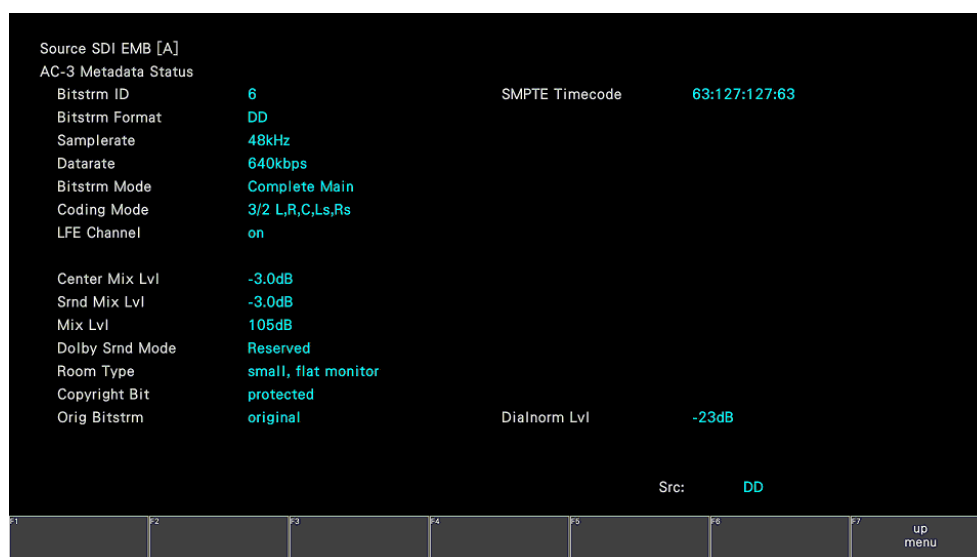 Source SDI EMB [A]
AC-3 Metadata Status
Bitstrm ID 6 SMPTE Timecode 63:127:127:63
Bitstrm Format DD
Samplerate 48kHz
Datarate 640kbps
Bitstrm Mode Complete Main
Coding Mode 3/2 L,R,C,Ls,Rs
LFE Channel on
Center Mix Lvl -3.0dB
Srnd Mix Lvl -3.0dB
Mix Lvl 105dB
Dolby Srnd Mode Reserved
Room Type small, flat monitor
Copyright Bit protected
Orig Bitstrm original Dialnorm Lvl -23dB
Src: DD
F1 F2 F3 F4 F5 F6 F7 up
menu